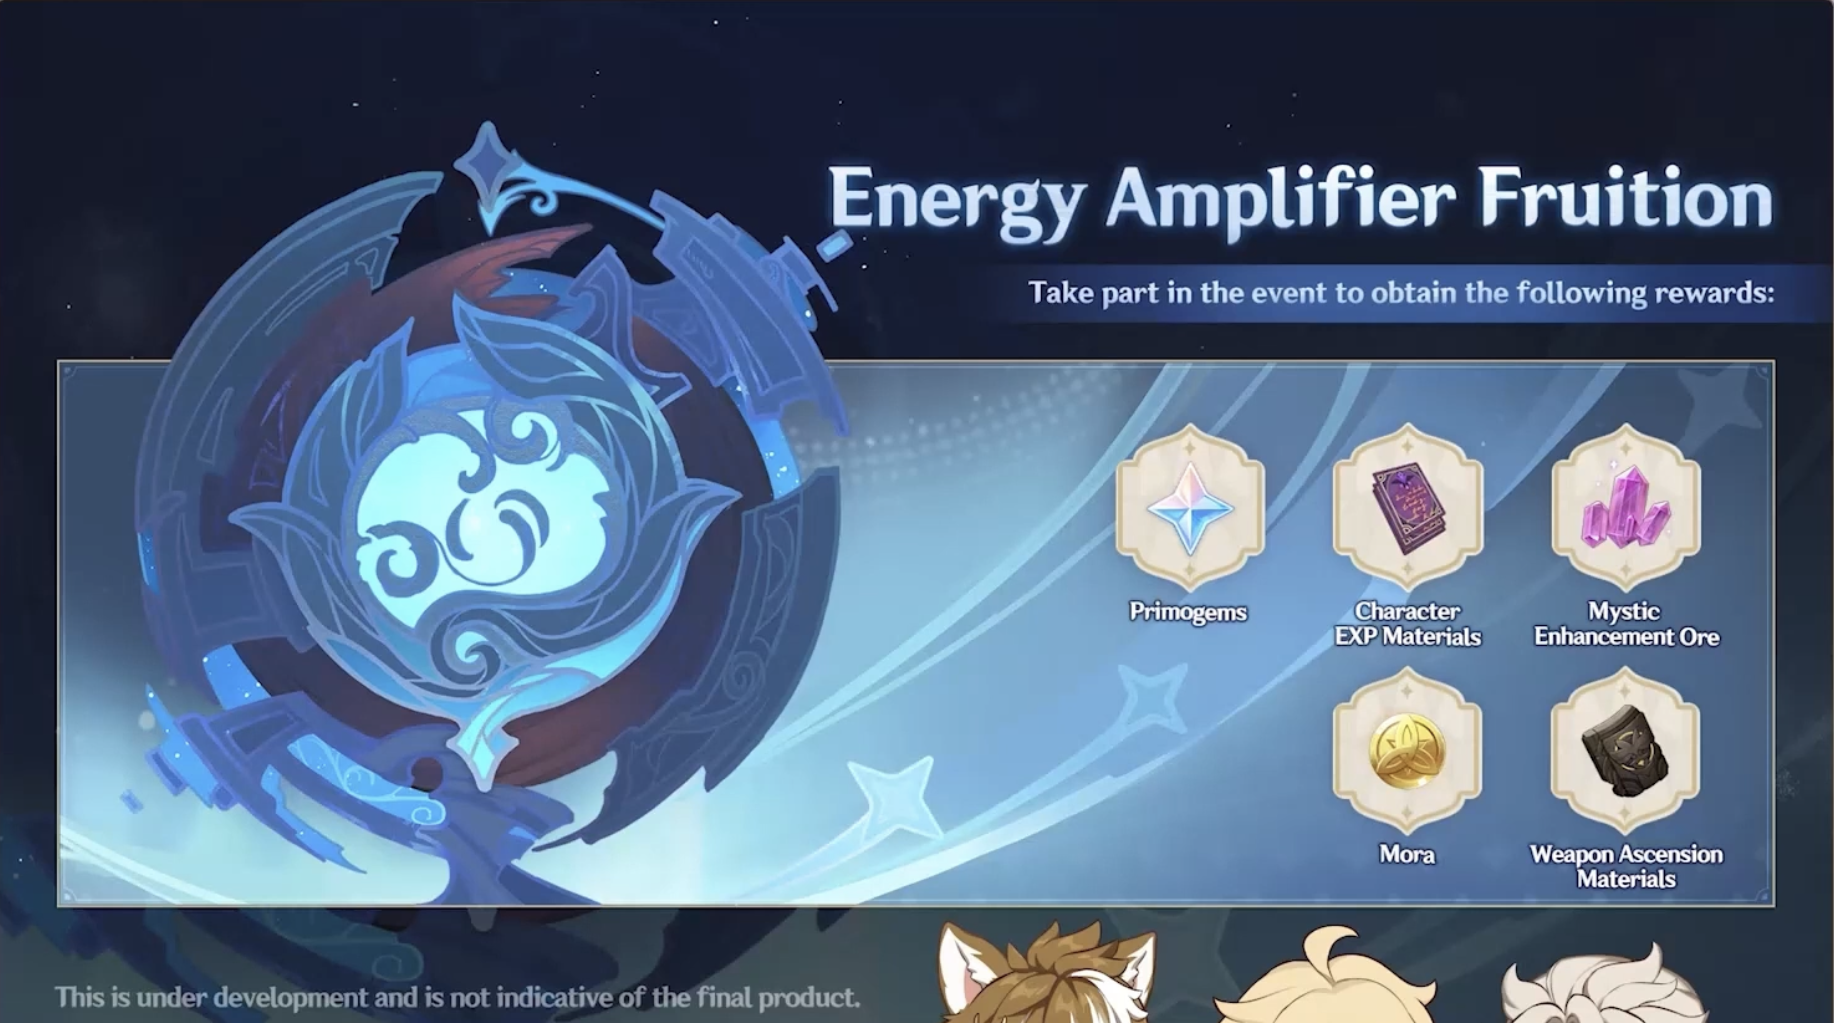 Energy Amplifier Fruition
Take part in the event to obtain the following rewards:
Primogems
Character
EXP Materials
Mystic
Enhancement Ore
Mora
Weapon Ascension
Materials
This is under development and is not indicative of the final product.